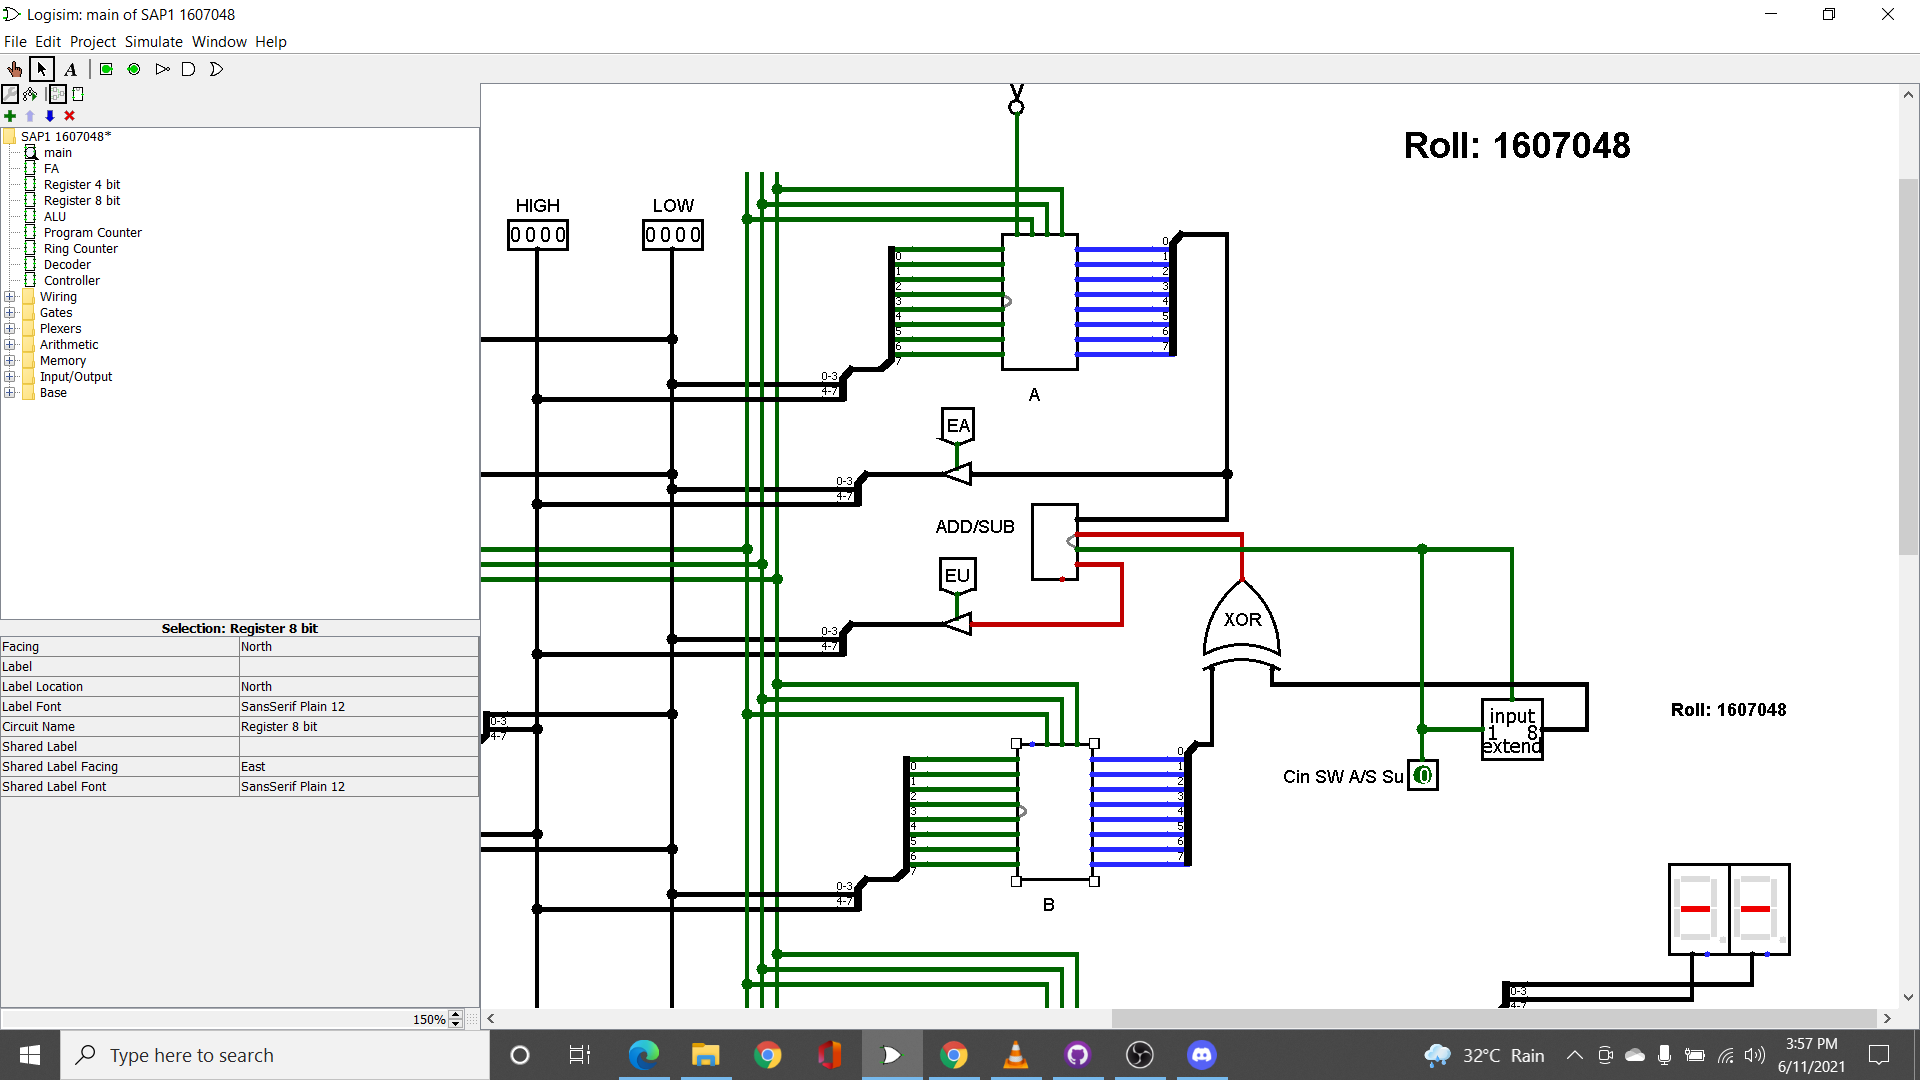 Logisim: main of SAP1 1607048
File Edit Project Simulate Window Help
A
SAP1 1607048*
main
FA
Register 4 bit
Register 8 bit
ALU
Program Counter
Ring Counter
Decoder
Controller
Wiring
Gates
Plexers
Arithmetic
Memory
Input/Output
Base
Selection: Register 8 bit
Facing North
Label
Label Location North
Label Font SansSerif Plain 12
Circuit Name Register 8 bit
Shared Label
Shared Label Facing East
Shared Label Font SansSerif Plain 12
150%
Roll: 1607048
HIGH LOW
0 0 0 0 0 0 0 0
0 0
1 1
2 2
3 3
4 4
5 5
6 6
7 7
0-3
4-7
A
EA
0-3
4-7
ADD/SUB
EU
XOR
0-3
4-7
Roll: 1607048
input
1 8
extend
0-3
4-7
Cin SW A/S Su 0
0 0
1 1
2 2
3 3
4 4
5 5
6 6
7 7
0-3
4-7
B
0-3
4-7
Type here to search
32°C Rain
3:57 PM
6/11/2021